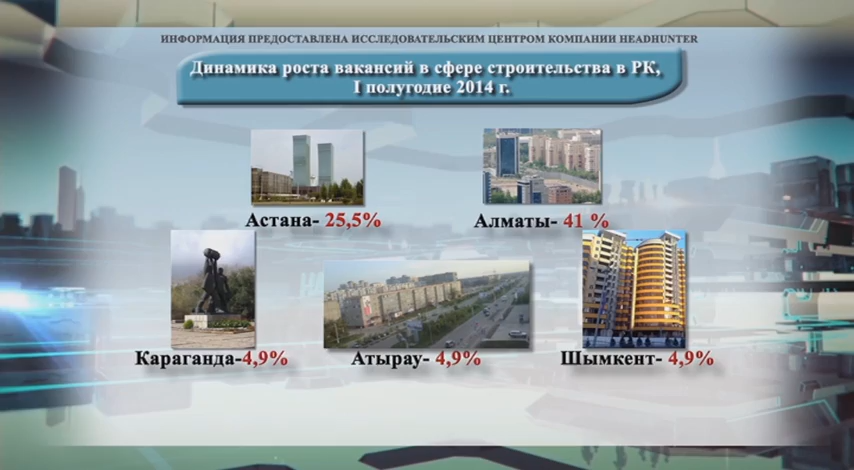 ИНФОРМАЦИЯ ПРЕДОСТАВЛЕНА ИССЛЕДОВАТЕЛЬСКИМ ЦЕНТРОМ КОМПАНИИ HEADHUNTER
Динамика роста вакансий в сфере строительства в РК,
I полугодие 2014 г.
Астана- 25,5%
Алматы- 41 %
Караганда-4,9%
Атырау- 4,9%
Шымкент- 4,9%